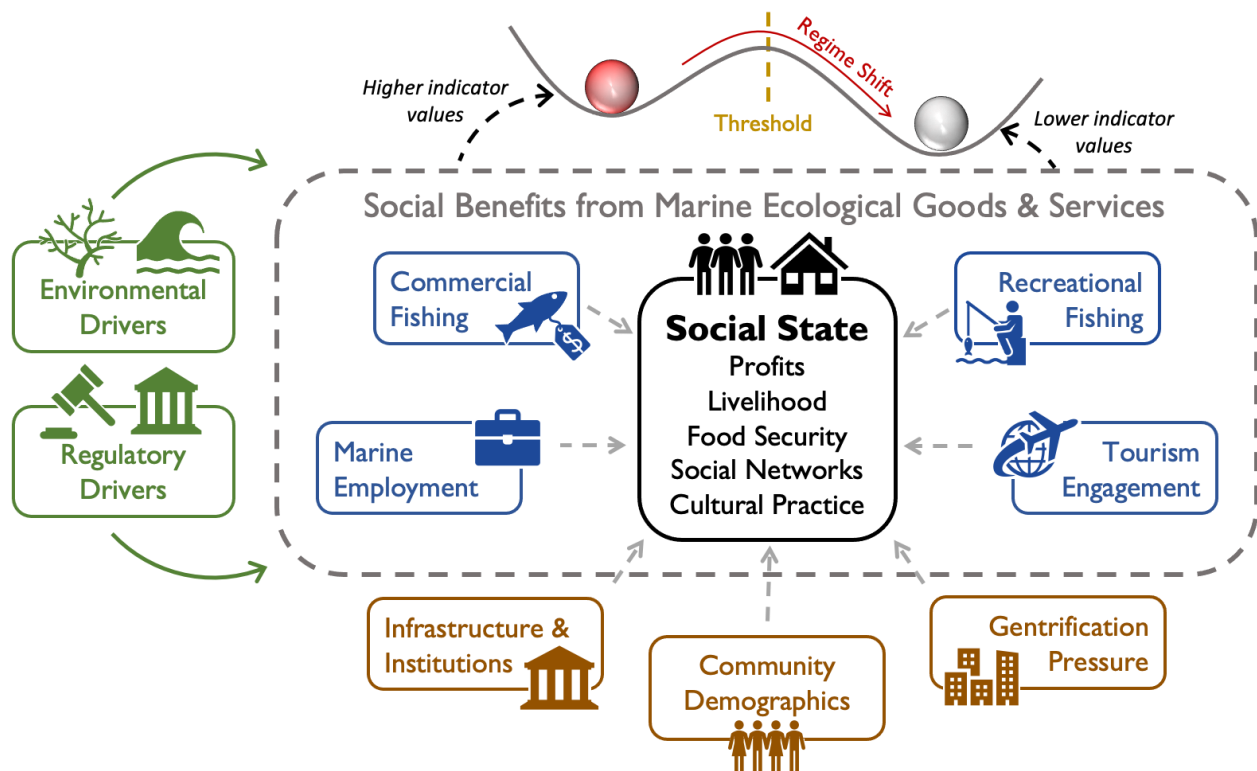 Higher indicator
values
Regime Shift
Threshold
Lower indicator
values
Social Benefits from Marine Ecological Goods & Services
Environmental
Drivers
Regulatory
Drivers
Commercial
Fishing
$
Marine
Employment
Social State
Profits
Livelihood
Food Security
Social Networks
Cultural Practice
Recreational
Fishing
Tourism
Engagement
Infrastructure &
Institutions
Community
Demographics
Gentrification
Pressure